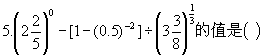 5.(2 2/5)^0 - [1-(0.5)^{-2}]÷(3 3/8)^{1/3}的值是( )